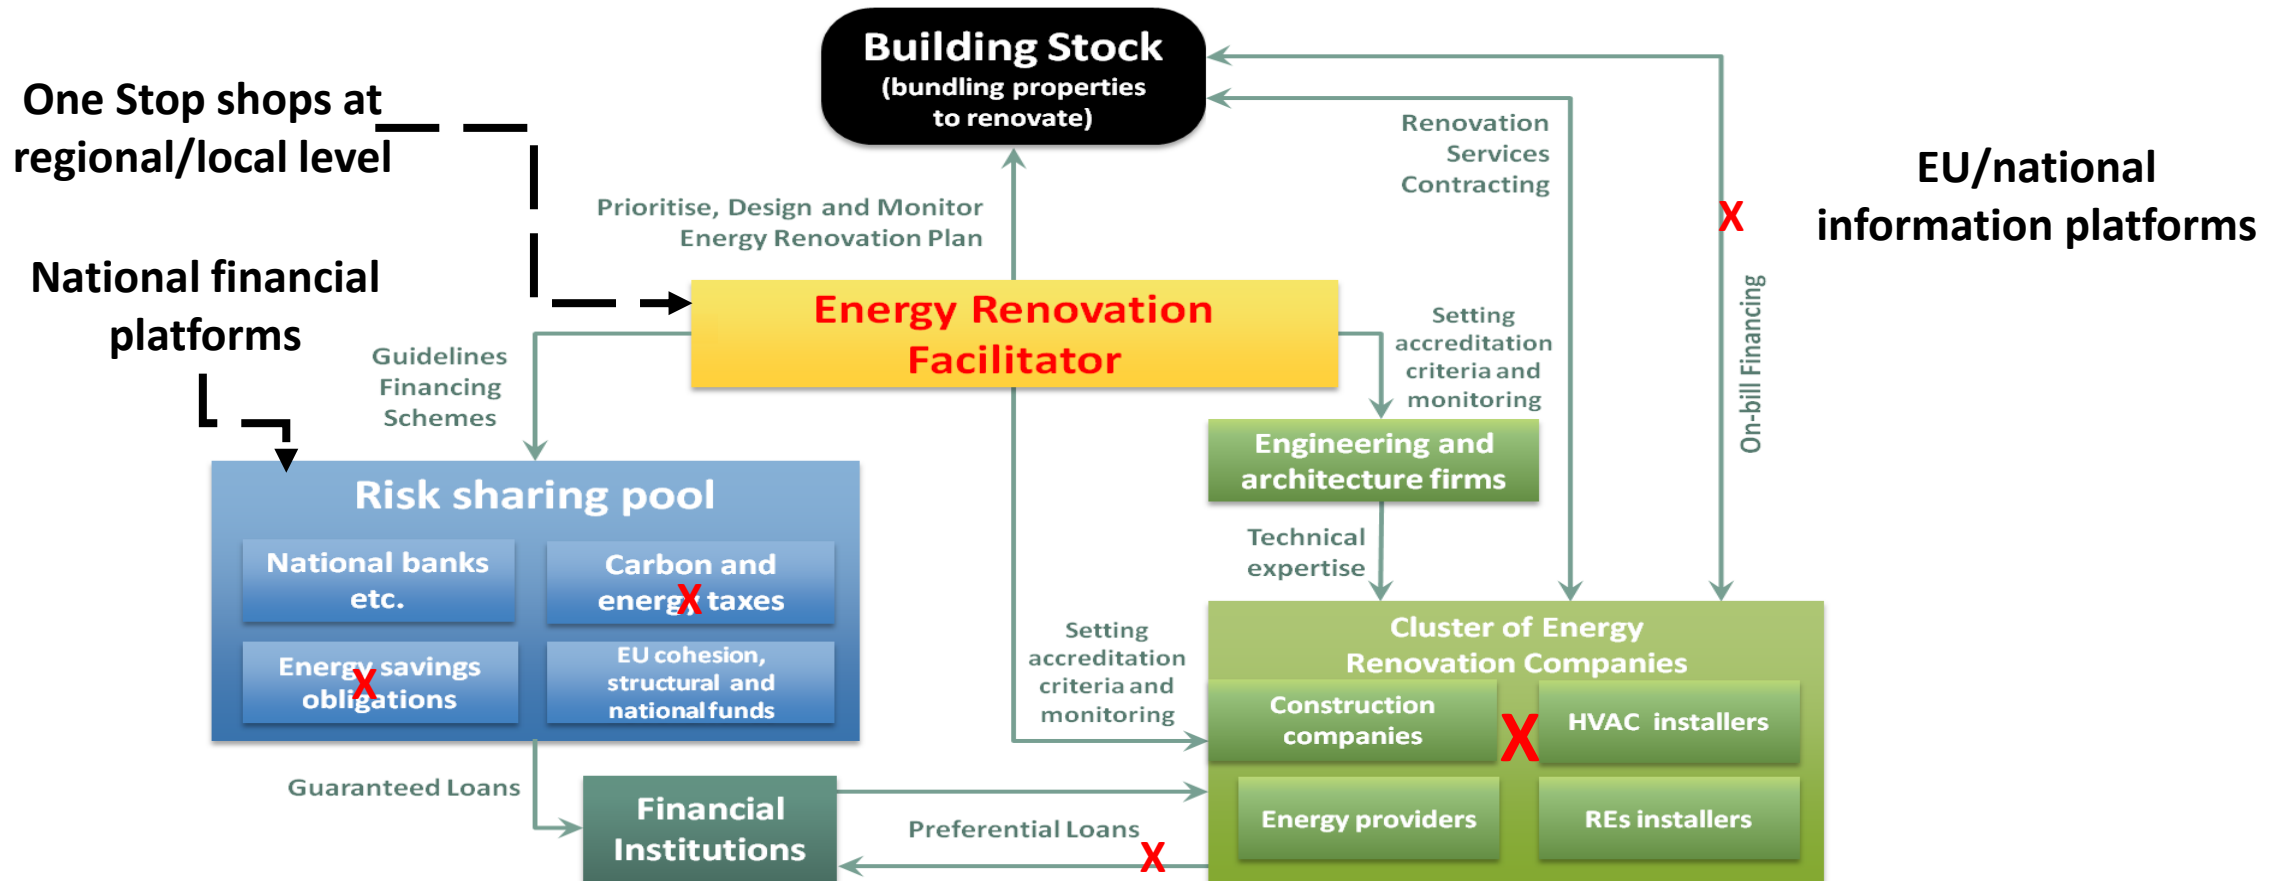 Building Stock
(bundling properties
to renovate)
One Stop shops at
regional/local level
Renovation
Services
Contracting
EU/national
information platforms
Prioritise, Design and Monitor
Energy Renovation Plan
X
National financial
platforms
Energy Renovation
Facilitator
Guidelines
Financing
Schemes
Setting
accreditation
criteria and
monitoring
On-bill Financing
Engineering and
architecture firms
Risk sharing pool
National banks
etc.
Carbon and
energy taxes
X
Energy savings
obligations
X
EU cohesion,
structural and
national funds
Technical
expertise
Setting
accreditation
criteria and
monitoring
Cluster of Energy
Renovation Companies
Construction
companies
X
HVAC installers
Energy providers
REs installers
Guaranteed Loans
Financial
Institutions
Preferential Loans
X